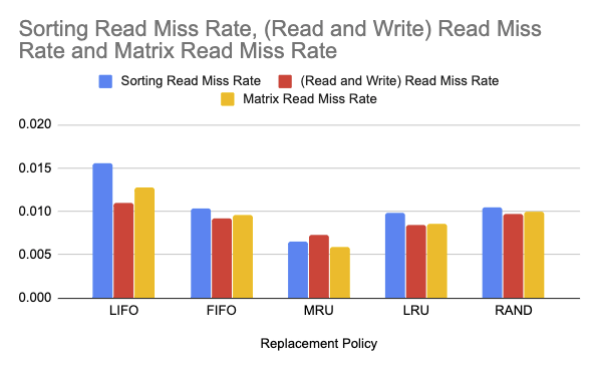 Sorting Read Miss Rate, (Read and Write) Read Miss
Rate and Matrix Read Miss Rate
Sorting Read Miss Rate (Read and Write) Read Miss Rate
Matrix Read Miss Rate
0.020
0.015
0.010
0.005
0.000
LIFO FIFO MRU LRU RAND
Replacement Policy